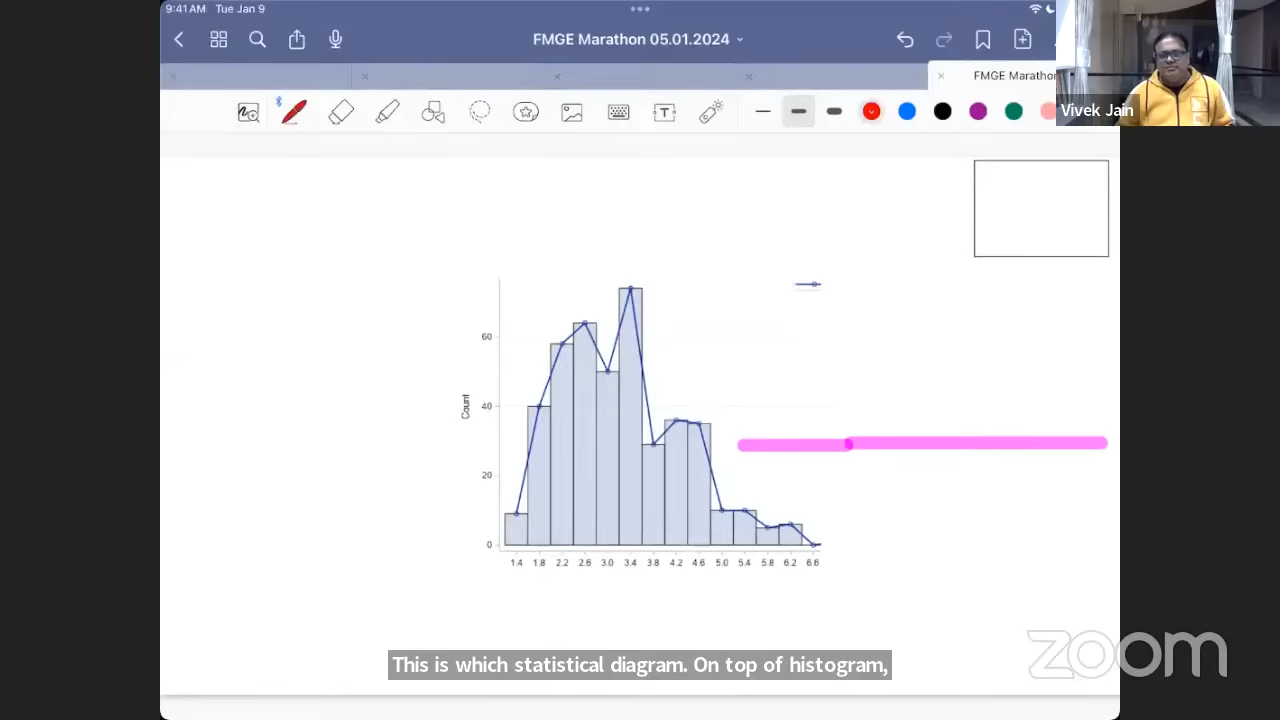 9:41 AM Tue Jan 9
FMGE Marathon 05.01.2024
FMGE Marathon
Vivek Jain
T
Count
60
40
20
0
1.4 1.8 2.2 2.6 3.0 3.4 3.8 4.2 4.6 5.0 5.4 5.8 6.2 6.6
This is which statistical diagram. On top of histogram,
zoom